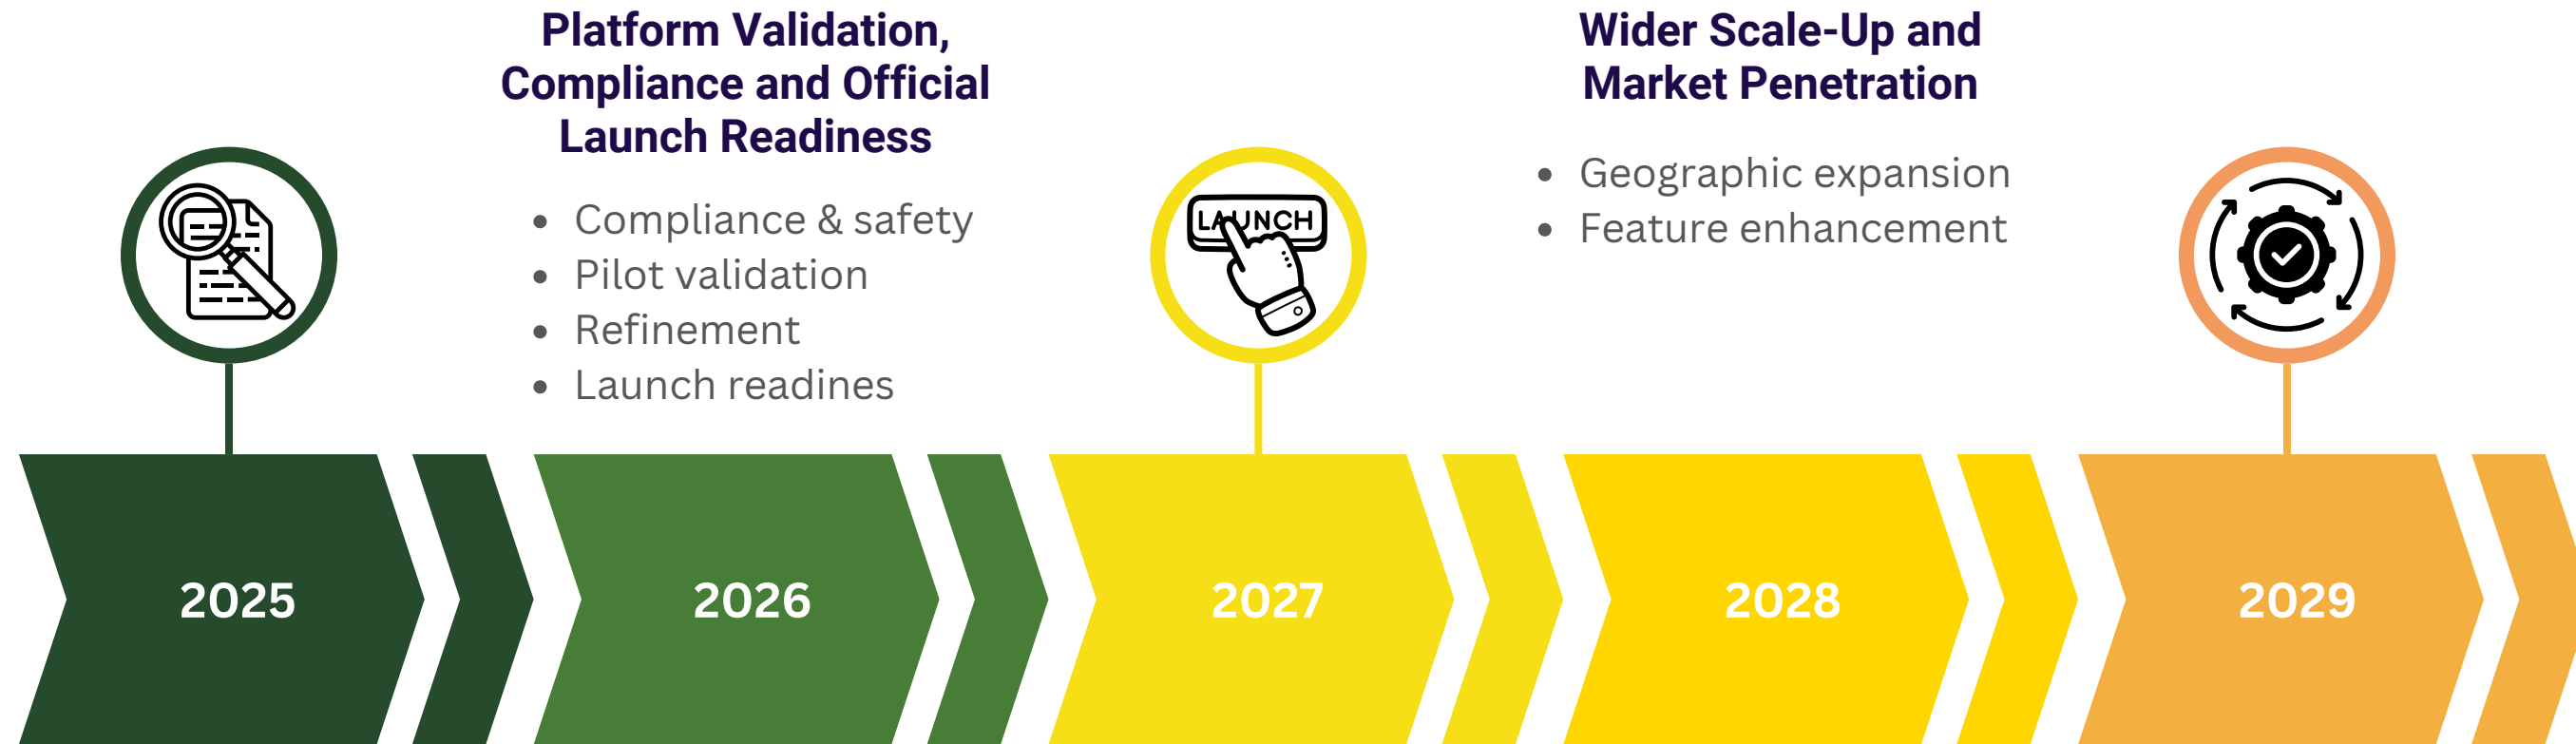 Platform Validation,
Compliance and Official
Launch Readiness
• Compliance & safety
• Pilot validation
• Refinement
• Launch readines
LAUNCH
Wider Scale-Up and
Market Penetration
• Geographic expansion
• Feature enhancement
2025
2026
2027
2028
2029